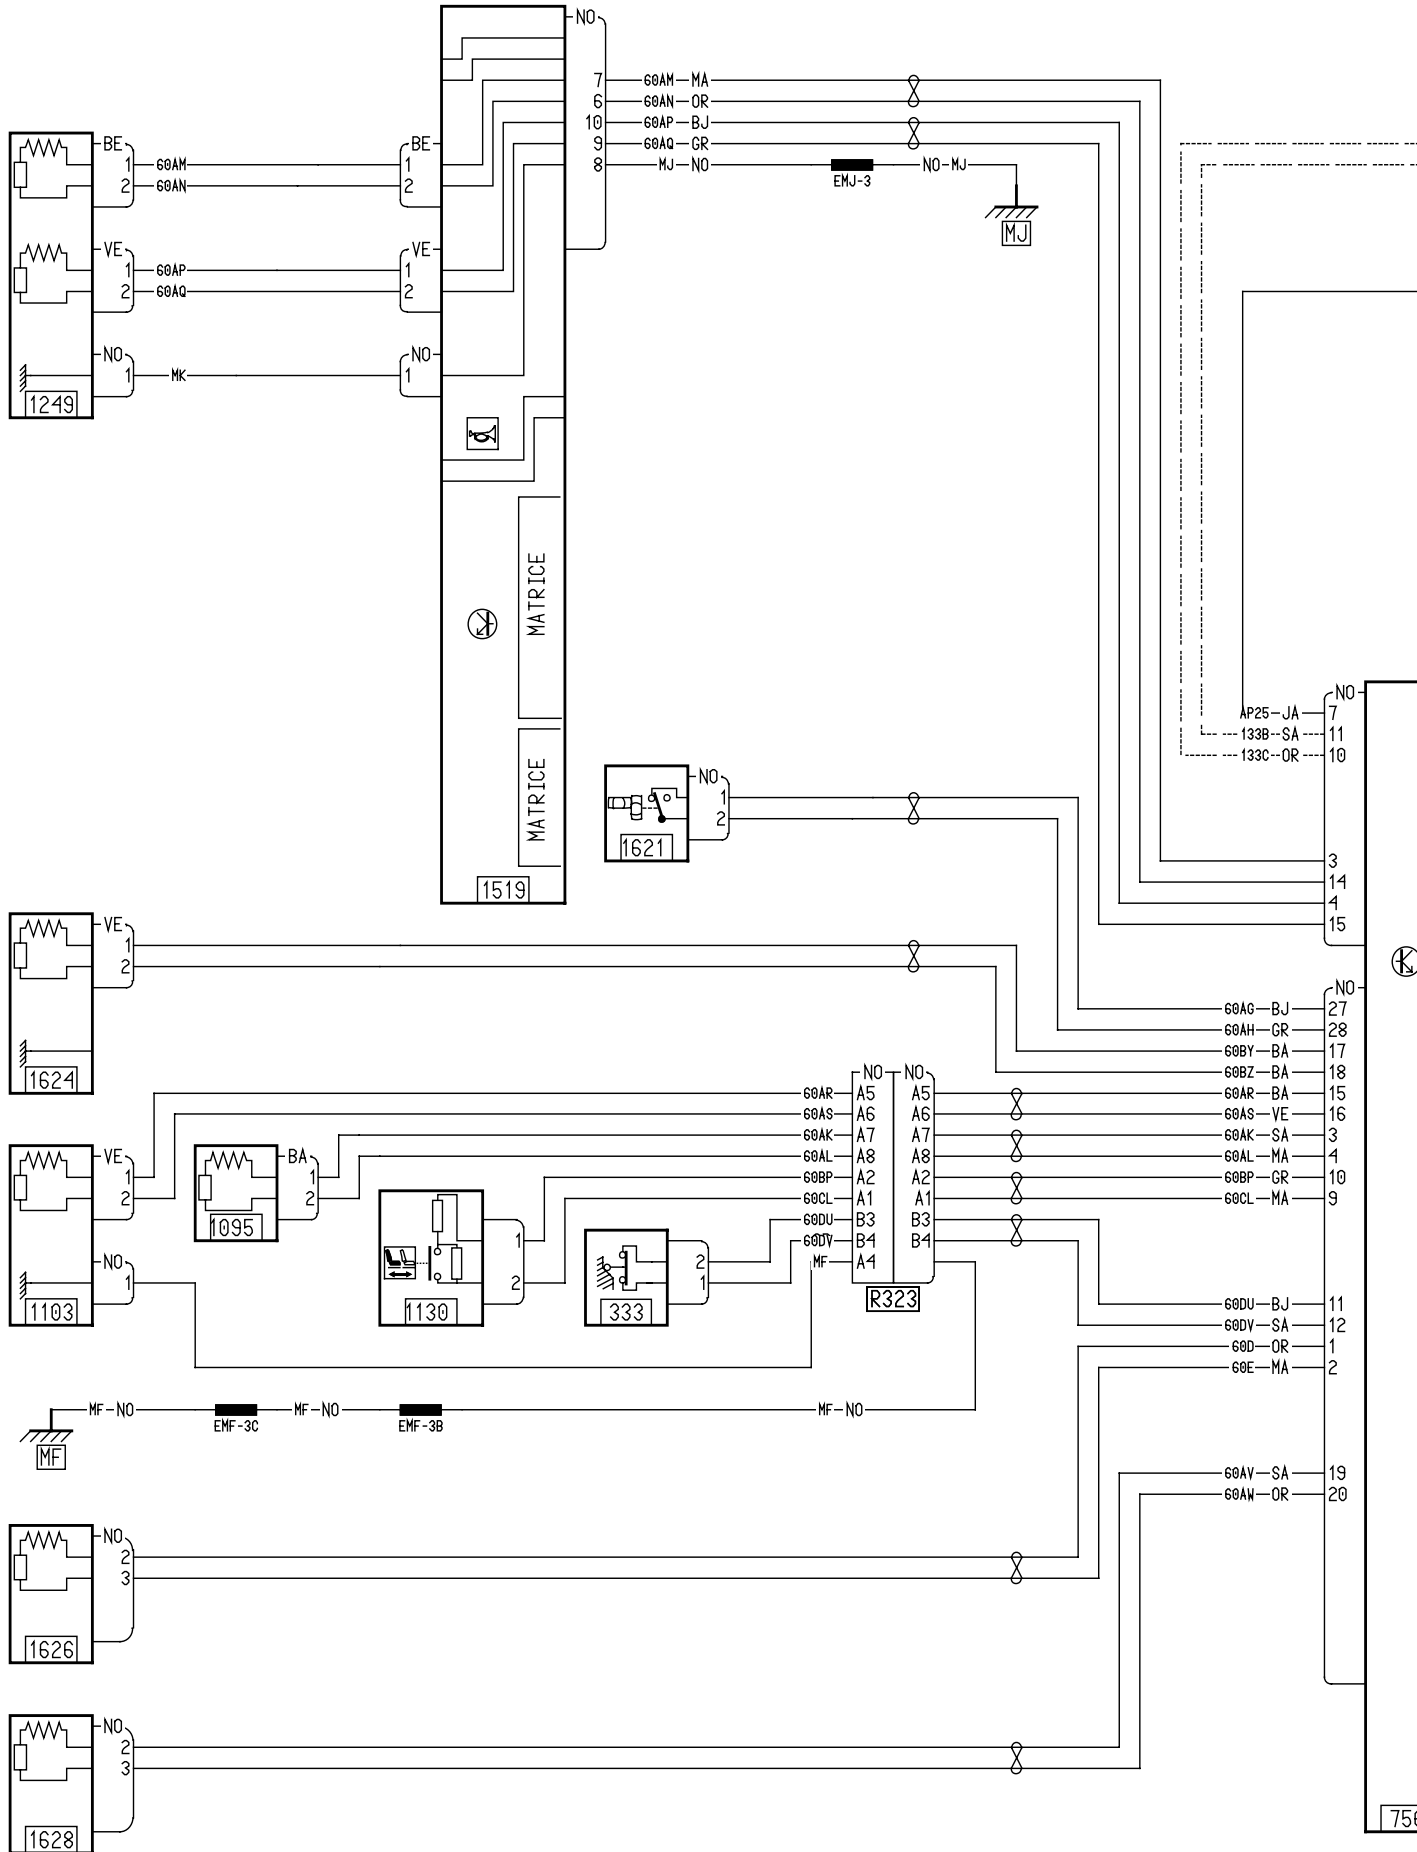 NO
7 60AM MA
6 60AN OR
10 60AP BJ
9 60AQ GR
8 MJ NO EMJ-3 NO-MJ
MJ
BE BE
1 60AM 1
2 60AN 2
VE VE
1 60AP 1
2 60AQ 2
NO NO
1 MK 1
1249
MATRICE
MATRICE
1519
NO
1
2
1621
NO
AP25 JA 7
133B SA 11
133C OR 10
3
14
4
15
VE
1
2
1624
NO
60AG BJ 27
60AH GR 28
60BY BA 17
60BZ BA 18
NO NO
60AR A5 A5 60AR BA 15
60AS A6 A6 60AS VE 16
60AK A7 A7 60AK SA 3
60AL A8 A8 60AL MA 4
60BP A2 A2 60BP GR 10
60CL A1 A1 60CL MA 9
60DU B3 B3
60DV B4 B4
MF A4
R323
VE
1
2
NO
1
1103
BA
1
2
1095
1
2
1130
2
1
333
60DU BJ 11
60DV SA 12
60D OR 1
60E MA 2
MF-NO EMF-3C MF-NO EMF-3B MF-NO
MF
60AV SA 19
60AW OR 20
NO
2
3
1626
NO
2
3
1628